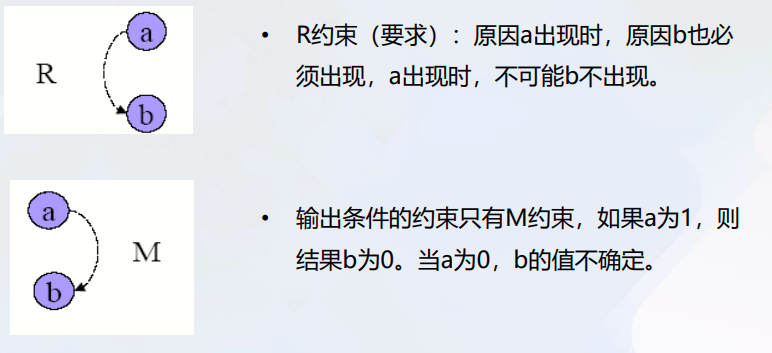 a
R
b
• R约束（要求）：原因a出现时，原因b也必
须出现，a出现时，不可能b不出现。
a
M
b
• 输出条件的约束只有M约束，如果a为1，则
结果b为0。当a为0，b的值不确定。